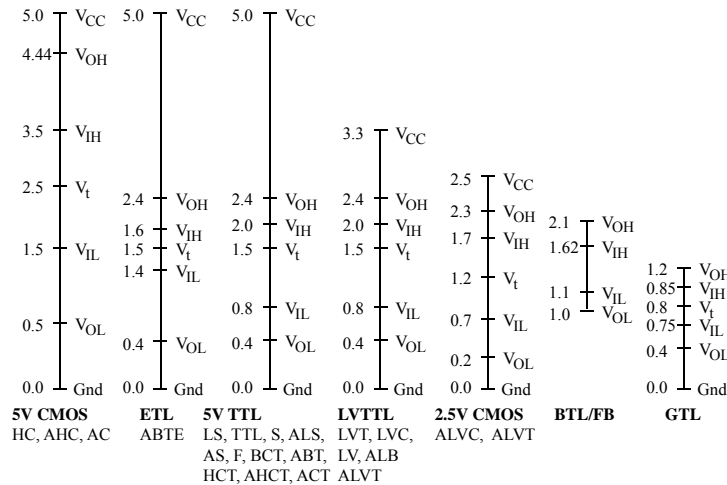 5.0 VCC
4.44 VOH
3.5 VIH
2.5 Vt
1.5 VIL
0.5 VOL
0.0 Gnd
5V CMOS
HC, AHC, AC
5.0 VCC
2.4 VOH
1.6 VIH
1.5 Vt
1.4 VIL
0.4 VOL
0.0 Gnd
ETL
ABTE
5.0 VCC
2.4 VOH
2.0 VIH
1.5 Vt
0.8 VIL
0.4 VOL
0.0 Gnd
5V TTL
LS, TTL, S, ALS,
AS, F, BCT, ABT,
HCT, AHCT, ACT
3.3 VCC
2.4 VOH
2.0 VIH
1.5 Vt
0.8 VIL
0.4 VOL
0.0 Gnd
LVTTL
LVT, LVC,
LV, ALB
ALVT
2.5 VCC
2.3 VOH
1.7 VIH
1.2 Vt
0.7 VIL
0.2 VOL
0.0 Gnd
2.5V CMOS
ALVC, ALVT
2.1 VOH
1.62 VIH
1.1 VIL
1.0 VOL
BTL/FB
1.2 VOH
0.85 VIH
0.8 Vt
0.75 VIL
0.4 VOL
0.0 Gnd
GTL